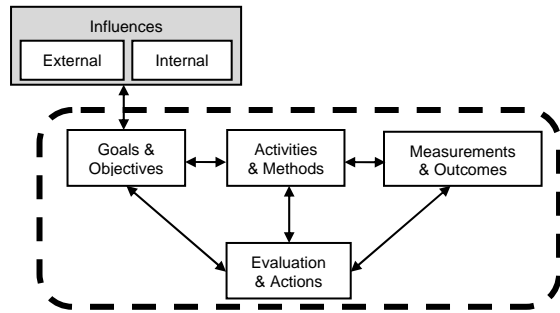 Influences
External
Internal
Goals &
Objectives
Activities
& Methods
Measurements
& Outcomes
Evaluation
& Actions